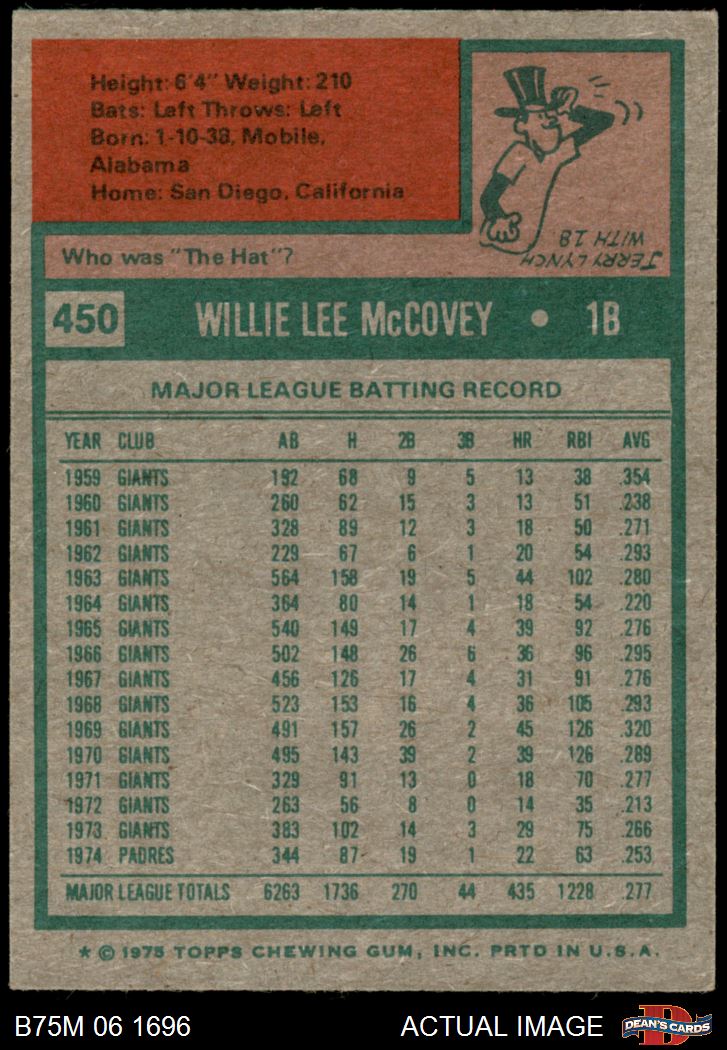 Height: 6'4" Weight: 210
Bats: Left Throws: Left
Born: 1-10-38, Mobile,
Alabama
Home: San Diego, California
Who was "The Hat"?
JERRY LYNCH
WITH 18
450 WILLIE LEE McCOVEY • 1B
MAJOR LEAGUE BATTING RECORD
YEAR CLUB AB H 2B 3B HR RBI AVG
1959 GIANTS 192 68 9 5 13 38 .354
1960 GIANTS 260 62 15 3 13 51 .238
1961 GIANTS 328 89 12 3 18 50 .271
1962 GIANTS 229 67 6 1 20 54 .293
1963 GIANTS 564 158 19 5 44 102 .280
1964 GIANTS 364 80 14 1 18 54 .220
1965 GIANTS 540 149 17 4 39 92 .276
1966 GIANTS 502 148 26 6 36 96 .295
1967 GIANTS 456 126 17 4 31 91 .276
1968 GIANTS 523 153 16 4 36 105 .293
1969 GIANTS 491 157 26 2 45 126 .320
1970 GIANTS 495 143 39 2 39 126 .289
1971 GIANTS 329 91 13 0 18 70 .277
1972 GIANTS 263 56 8 0 14 35 .213
1973 GIANTS 383 102 14 3 29 75 .266
1974 PADRES 344 87 19 1 22 63 .253
MAJOR LEAGUE TOTALS 6263 1736 270 44 435 1228 .277
* © 1975 TOPPS CHEWING GUM, INC. PRTD IN U.S.A.
B75M 06 1696 ACTUAL IMAGE D DEAN'S CARDS